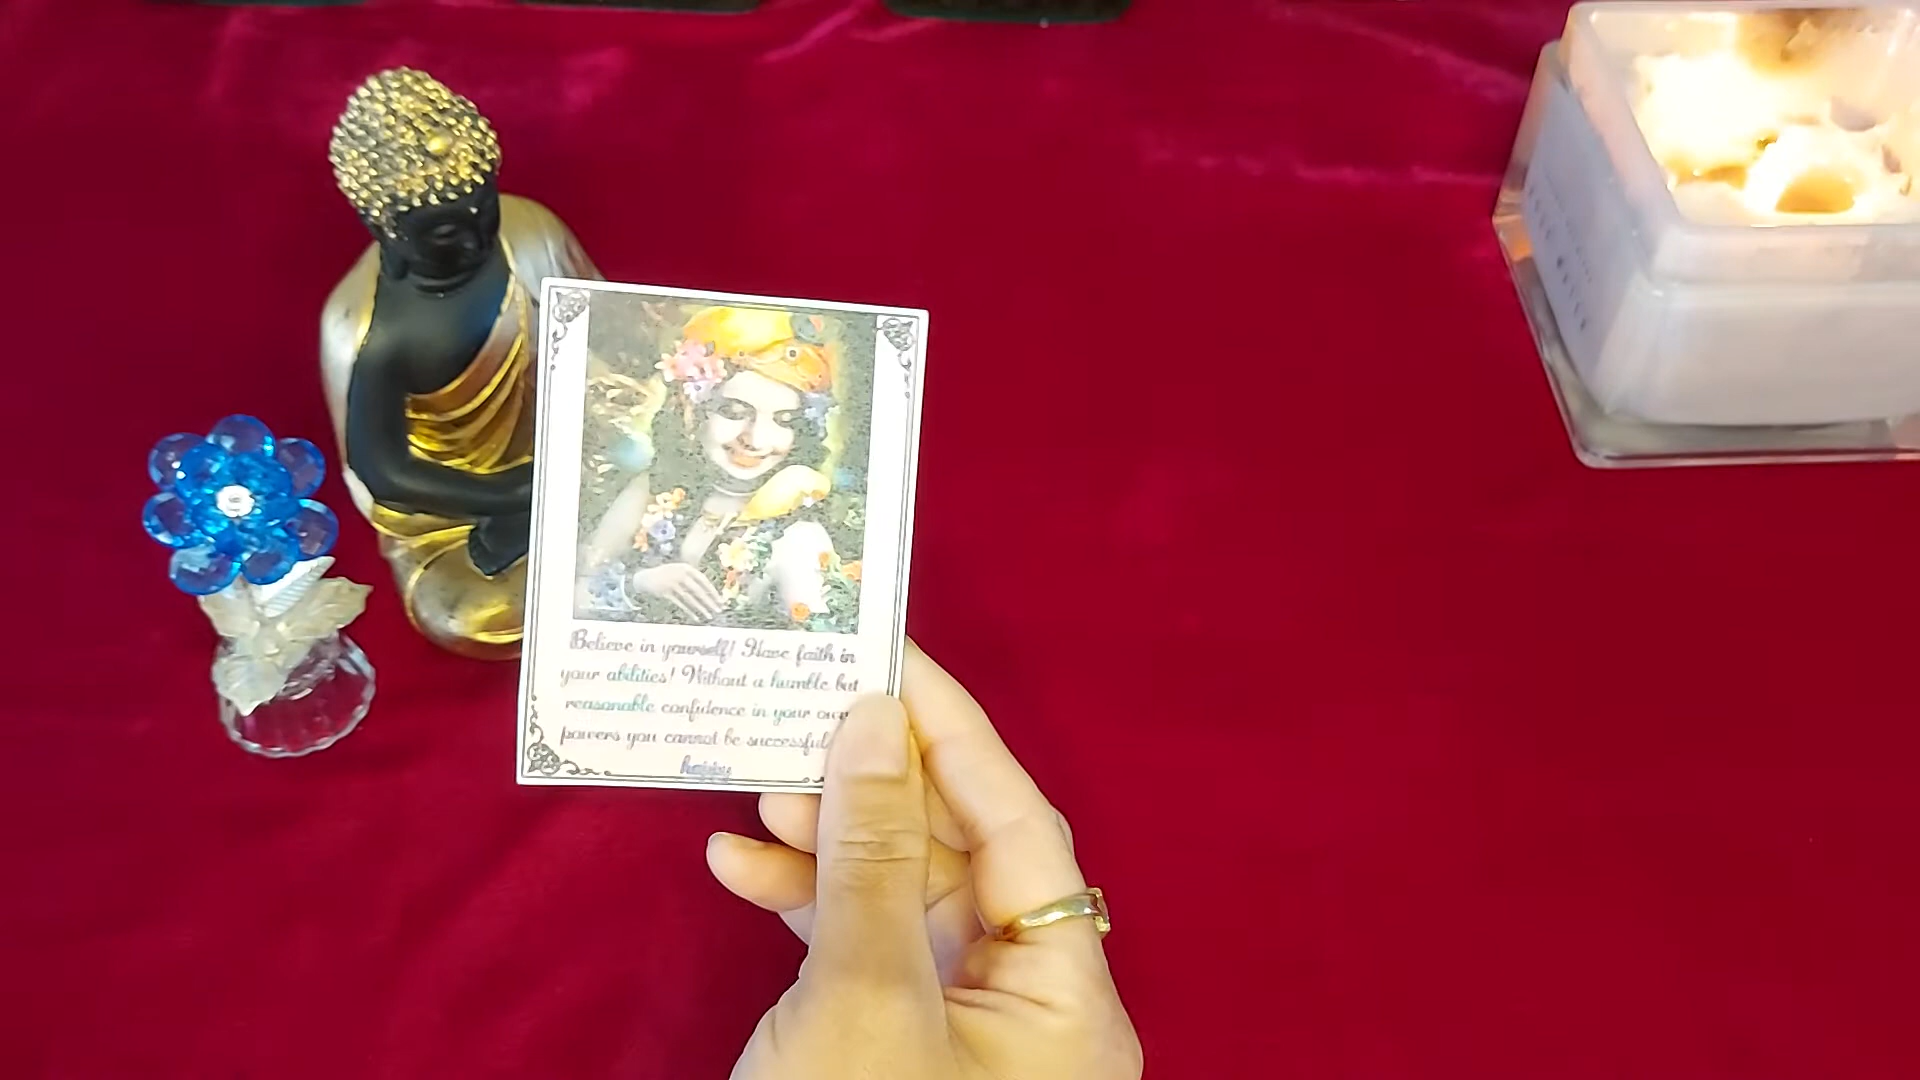 Believe in yourself! Have faith in
your abilities! Without a humble but
reasonable confidence in your own
powers you cannot be successful
happy